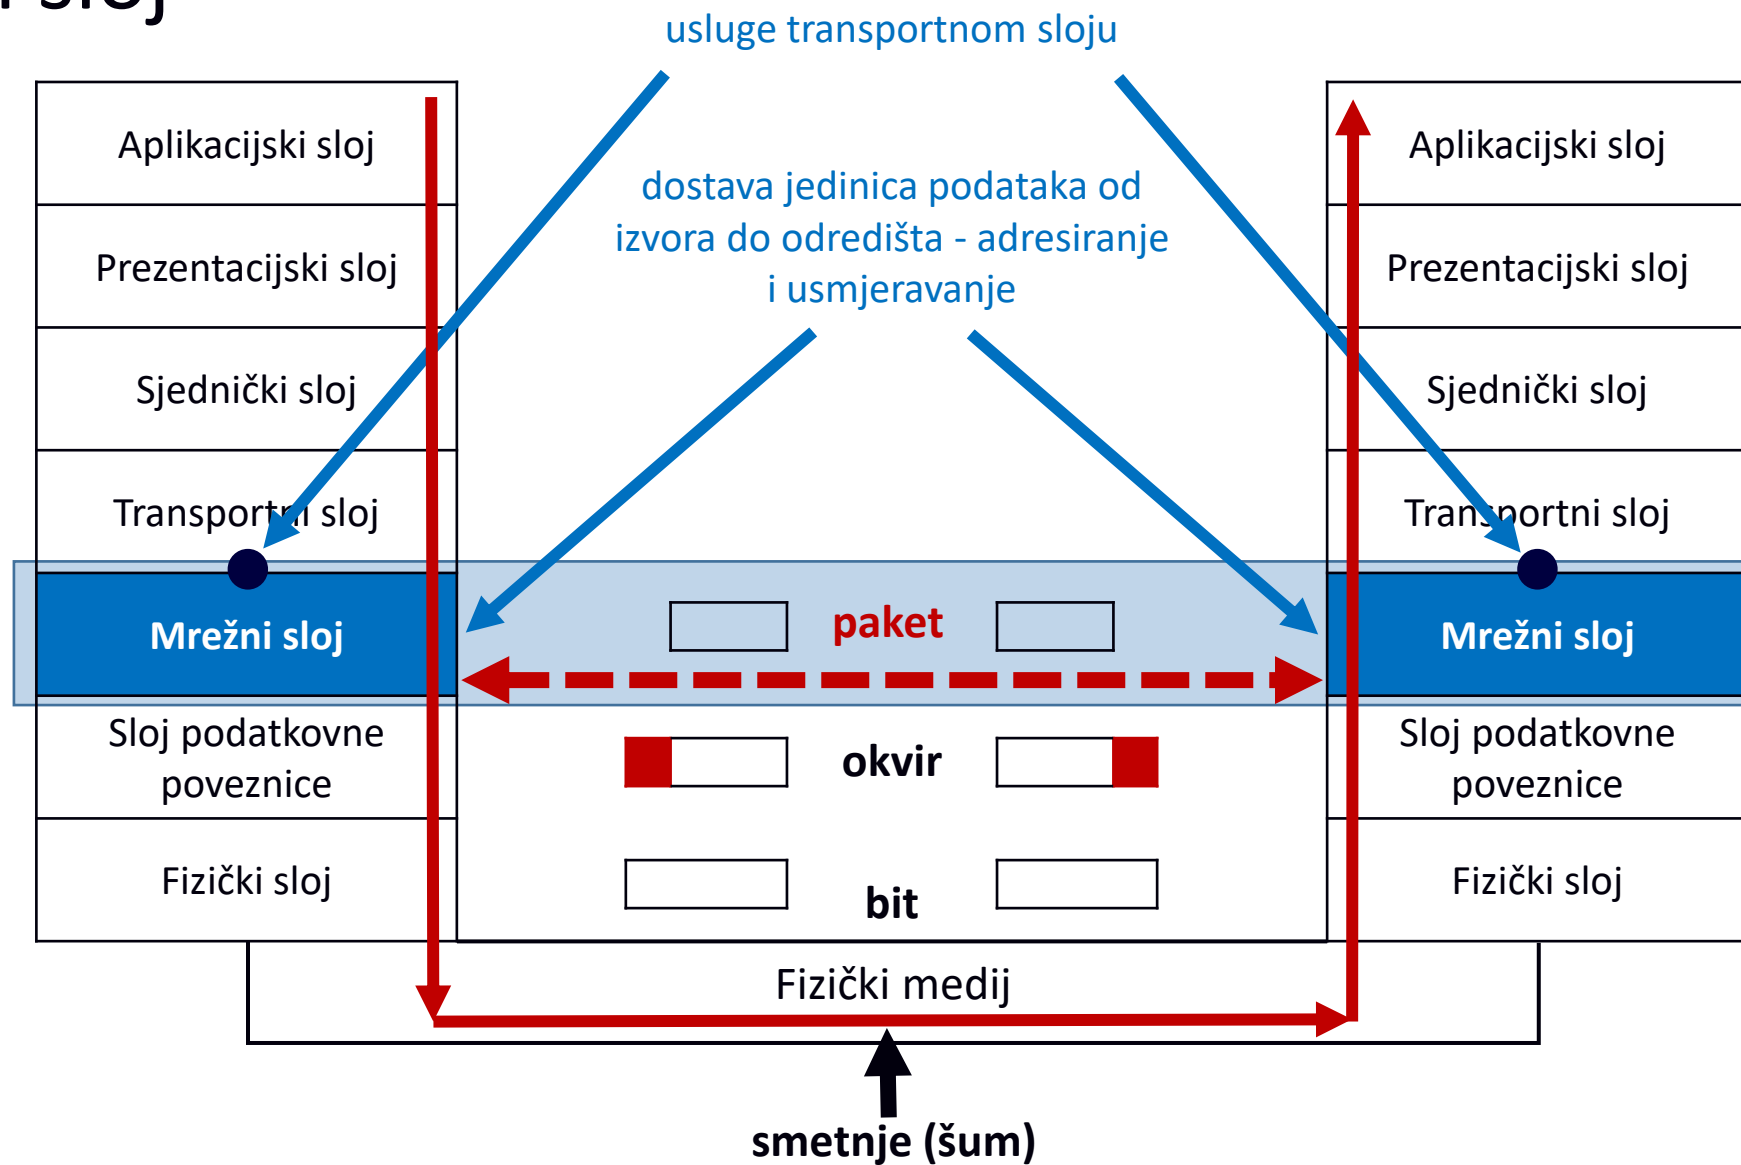 sloj
usluge transportnom sloju
Aplikacijski sloj
Prezentacijski sloj
Sjednički sloj
Transportni sloj
Mrežni sloj
Sloj podatkovne
poveznice
Fizički sloj
dostava jedinica podataka od
izvora do odredišta - adresiranje
i usmjeravanje
paket
okvir
bit
Fizički medij
smetnje (šum)
Aplikacijski sloj
Prezentacijski sloj
Sjednički sloj
Transportni sloj
Mrežni sloj
Sloj podatkovne
poveznice
Fizički sloj